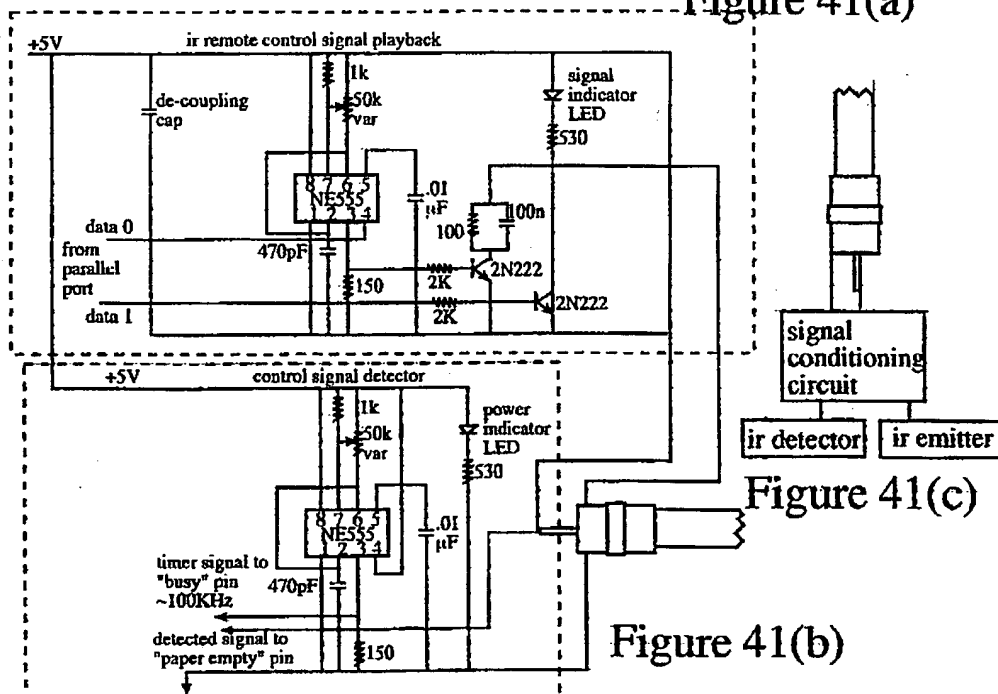 Figure 41(a)
+5V
ir remote control signal playback
1k
50k
var
de-coupling
cap
signal
indicator
LED
530
8 7 6 5
NE555
1 2 3 4
.01
µF
100
100n
data 0
from
parallel
port
data 1
470pF
150
2K
2N222
2K
2N222
signal
conditioning
circuit
ir detector
ir emitter
Figure 41(c)
+5V
control signal detector
1k
50k
var
power
indicator
LED
530
8 7 6 5
NE555
1 2 3 4
.01
µF
timer signal to
"busy" pin
~100KHz
470pF
detected signal to
"paper empty" pin
150
Figure 41(b)